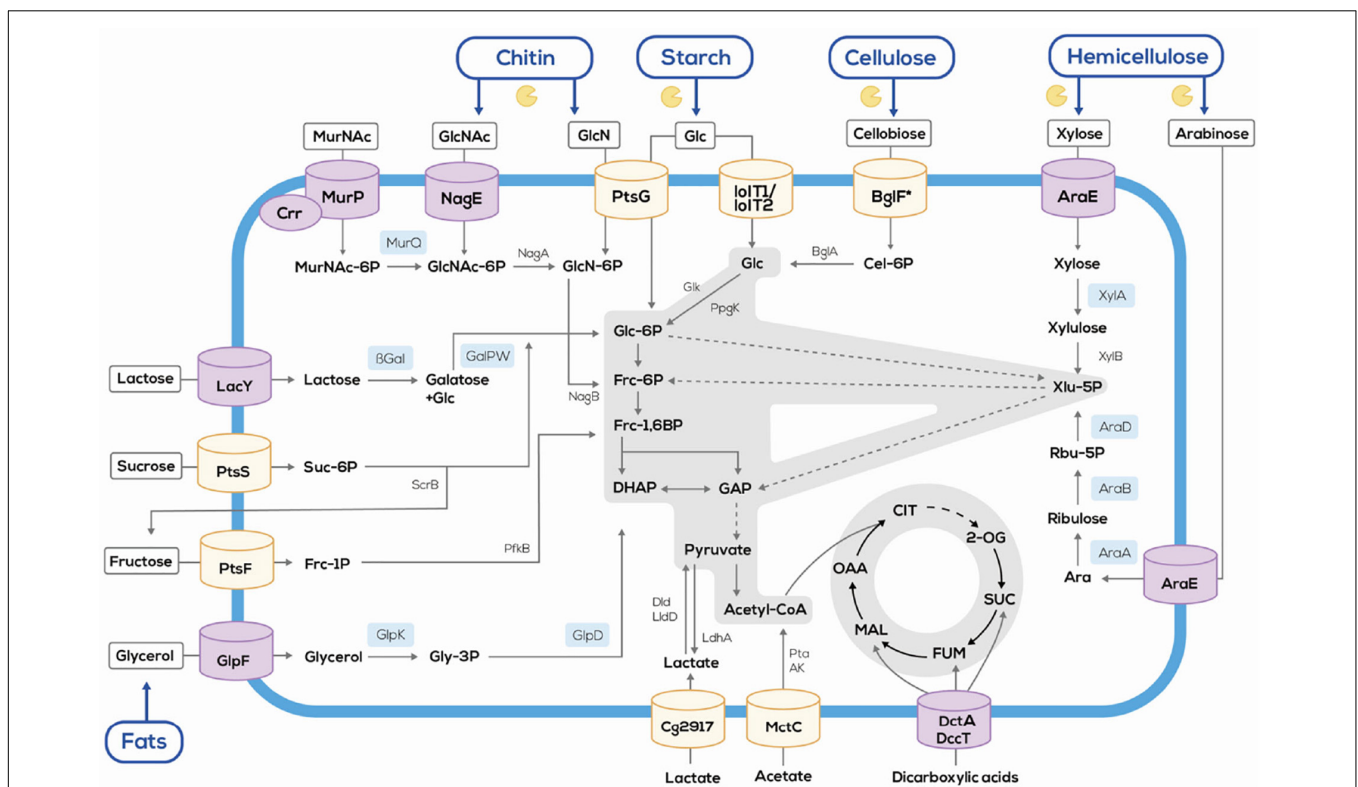 Chitin
Starch
Cellulose
Hemicellulose
MurNAc
GlcNAc
GlcN
Glc
Cellobiose
Xylose
Arabinose
MurP
Crr
NagE
PtsG
IolT1/
IolT2
BglF*
AraE
MurNAc-6P
MurQ
GlcNAc-6P
NagA
GlcN-6P
Glc
BglA
Cel-6P
Xylose
Glk
PpgK
XylA
Xylulose
XylB
Glc-6P
Frc-6P
Xlu-5P
NagB
Frc-1,6BP
DHAP
GAP
AraD
Rbu-5P
AraB
Ribulose
AraA
Ara
AraE
Lactose
LacY
Lactose
ßGal
Galatose
+Glc
GalPW
Sucrose
PtsS
Suc-6P
ScrB
Fructose
PtsF
Frc-1P
PfkB
Glycerol
GlpF
Glycerol
GlpK
Gly-3P
GlpD
Fats
Pyruvate
Acetyl-CoA
Dld
LldD
LdhA
Lactate
Pta
AK
CIT
2-OG
SUC
FUM
MAL
OAA
Cg2917
MctC
DctA
DccT
Lactate
Acetate
Dicarboxylic acids